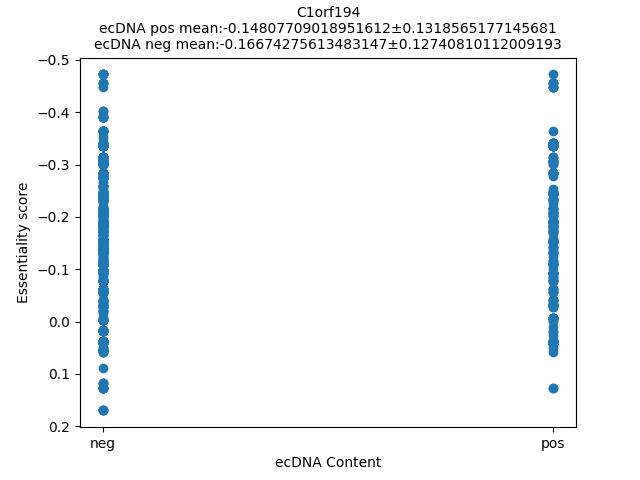 C1orf194
ecDNA pos mean:-0.14807709018951612±0.1318565177145681
ecDNA neg mean:-0.16674275613483147±0.12740810112009193
−0.5
−0.4
−0.3
−0.2
−0.1
0.0
0.1
0.2
Essentiality score
neg
pos
ecDNA Content